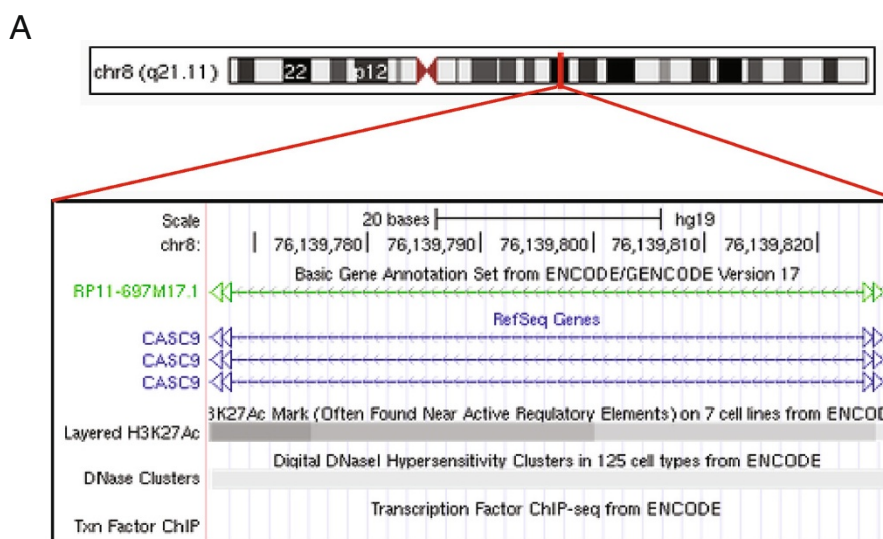 A
chr8 (q21.11) 22 p12
Scale 20 bases hg19
chr8: 76,139,780 76,139,790 76,139,800 76,139,810 76,139,820
Basic Gene Annotation Set from ENCODE/GENCODE Version 17
RP11-697M17.1
RefSeq Genes
CASC9
CASC9
CASC9
3K27Ac Mark (Often Found Near Active Regulatory Elements) on 7 cell lines from ENCOD
Layered H3K27Ac
Digital DNaseI Hypersensitivity Clusters in 125 cell types from ENCODE
DNase Clusters
Transcription Factor ChIP-seq from ENCODE
Txn Factor ChIP